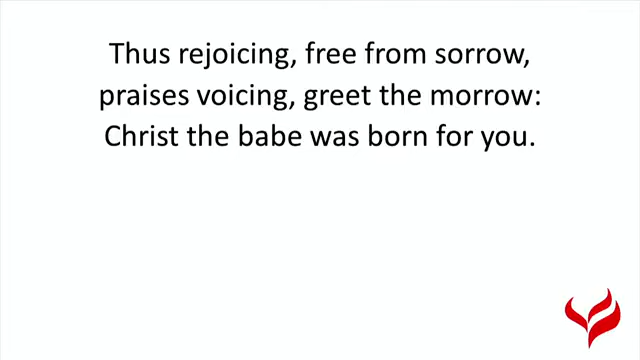 Thus rejoicing, free from sorrow,
praises voicing, greet the morrow:
Christ the babe was born for you.